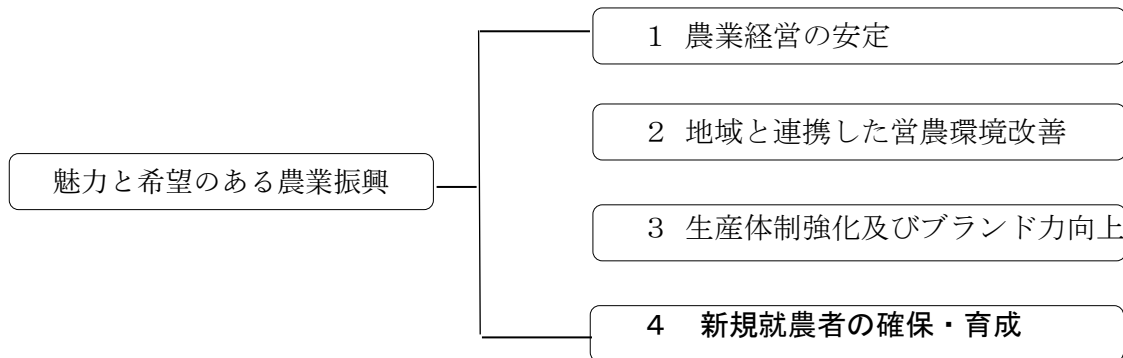 魅力と希望のある農業振興
１ 農業経営の安定
２ 地域と連携した営農環境改善
３ 生産体制強化及びブランド力向上
４ 新規就農者の確保・育成